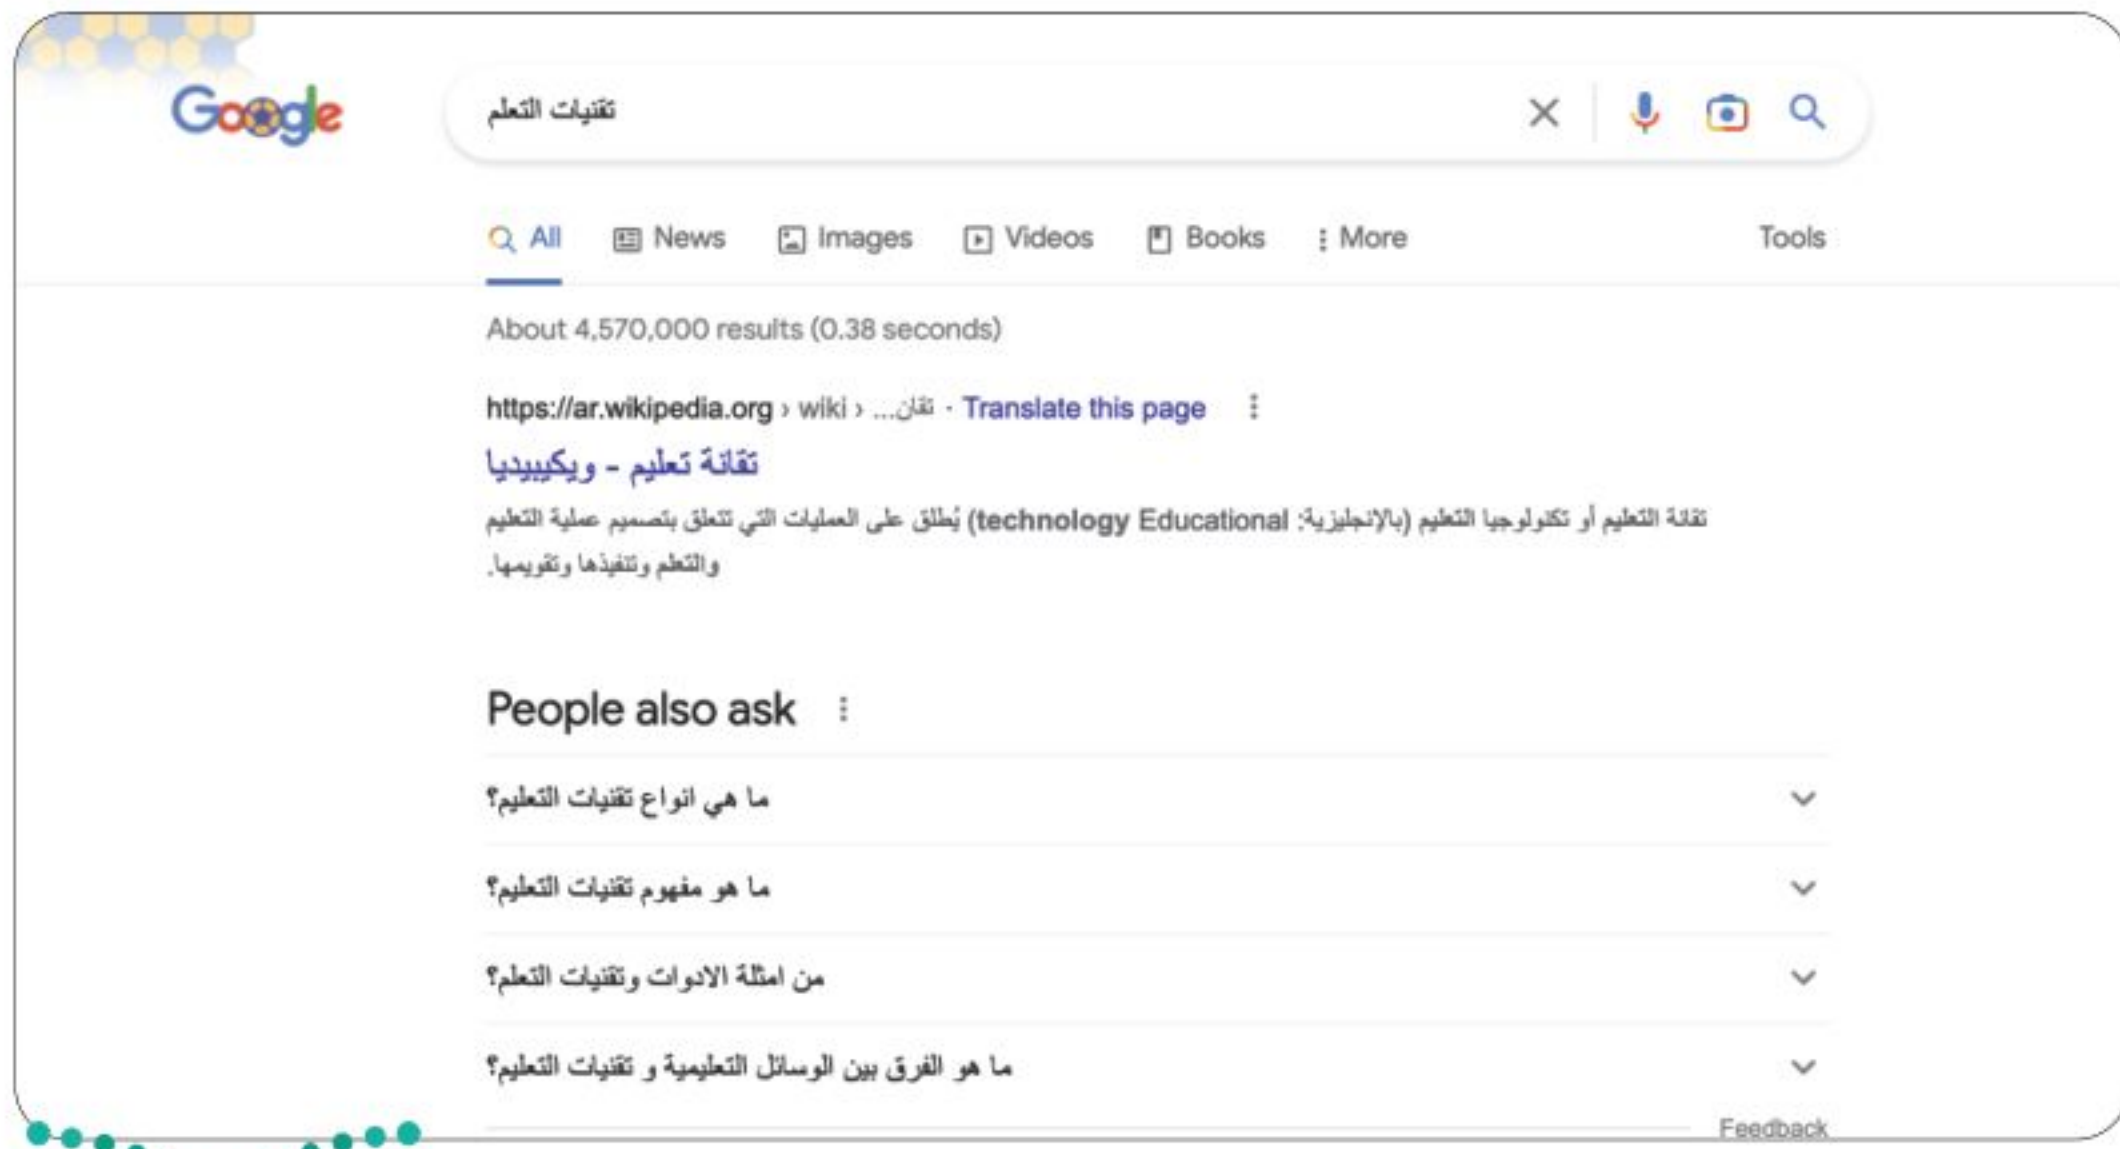 Google
تقنيات التعلم
All News Images Videos Books More Tools
About 4,570,000 results (0.38 seconds)
https://ar.wikipedia.org › wiki › ...تقان · Translate this page
تقانة تعليم - ويكيبيديا
تقانة التعليم أو تكنولوجيا التعليم (بالإنجليزية: technology Educational) يُطلق على العمليات التي تتعلق بتصميم عملية التعليم
والتعلم وتنفيذها وتقويمها.
People also ask
ما هي انواع تقنيات التعليم؟
ما هو مفهوم تقنيات التعليم؟
من امثلة الادوات وتقنيات التعلم؟
ما هو الفرق بين الوسائل التعليمية و تقنيات التعليم؟
Feedback